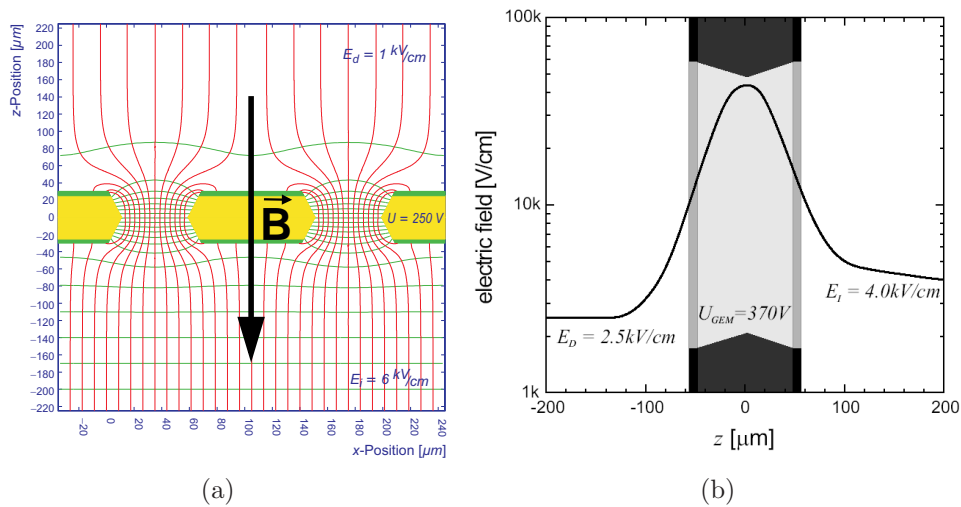 z-Position [µm]
220
200
180
160
140
120
100
80
60
40
20
0
−20
−40
−60
−80
−100
−120
−140
−160
−180
−200
−220
E_d = 1 kV/cm
B
U = 250 V
E_i = 6 kV/cm
−20
0
20
40
60
80
100
120
140
160
180
200
220
240
x-Position [µm]
(a)
electric field [V/cm]
100k
10k
1k
U_GEM=370V
E_D = 2.5kV/cm
E_I = 4.0kV/cm
-200
-100
0
100
200
z [µm]
(b)